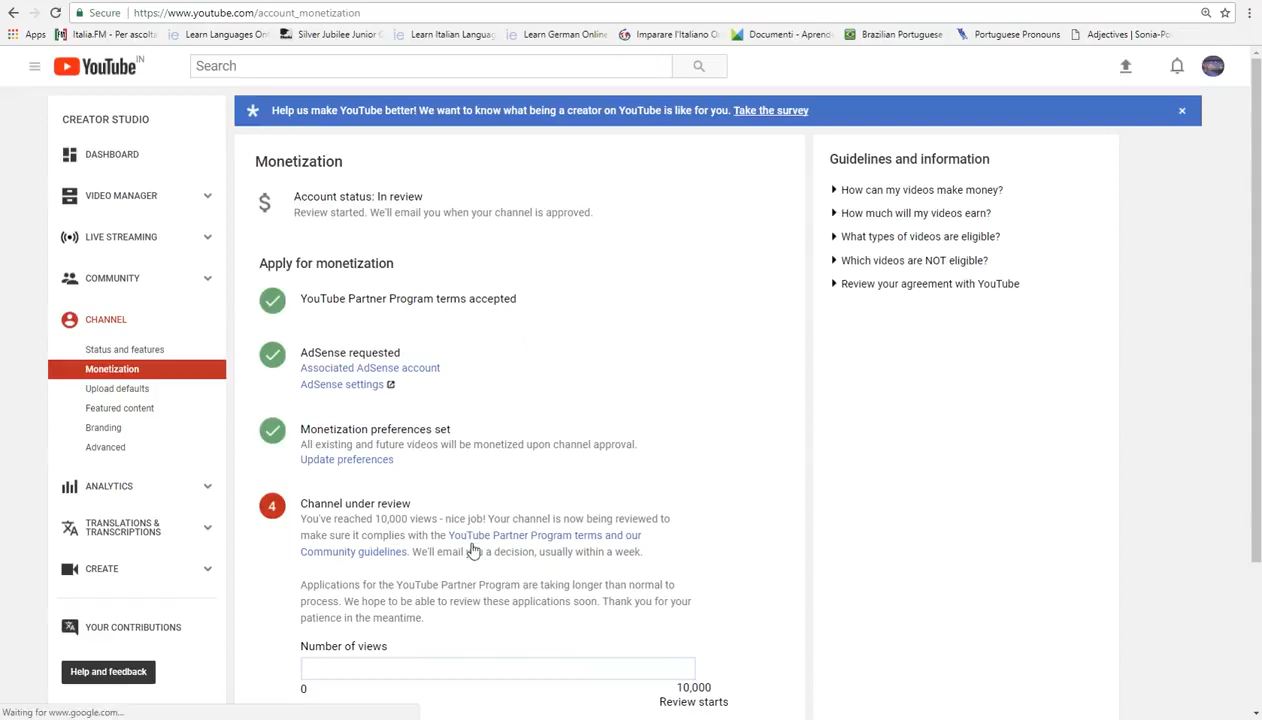 Secure
https://www.youtube.com/account_monetization
Apps
Italia.FM - Per ascolta
Learn Languages On
Silver Jubilee Junior C
Learn Italian Langua
Learn German Online
Imparare l'Italiano O
Documenti - Aprend
Brazilian Portuguese
Portuguese Pronouns
Adjectives | Sonia-Po
YouTube IN
Search
CREATOR STUDIO
DASHBOARD
VIDEO MANAGER
LIVE STREAMING
COMMUNITY
CHANNEL
Status and features
Monetization
Upload defaults
Featured content
Branding
Advanced
ANALYTICS
TRANSLATIONS &
TRANSCRIPTIONS
CREATE
YOUR CONTRIBUTIONS
Help and feedback
Waiting for www.google.com...
Help us make YouTube better! We want to know what being a creator on YouTube is like for you. Take the survey
×
Monetization
Account status: In review
Review started. We'll email you when your channel is approved.
Apply for monetization
YouTube Partner Program terms accepted
AdSense requested
Associated AdSense account
AdSense settings
Monetization preferences set
All existing and future videos will be monetized upon channel approval.
Update preferences
4
Channel under review
You've reached 10,000 views - nice job! Your channel is now being reviewed to
make sure it complies with the YouTube Partner Program terms and our
Community guidelines. We'll email a decision, usually within a week.
Applications for the YouTube Partner Program are taking longer than normal to
process. We hope to be able to review these applications soon. Thank you for your
patience in the meantime.
Number of views
0
10,000
Review starts
Guidelines and information
How can my videos make money?
How much will my videos earn?
What types of videos are eligible?
Which videos are NOT eligible?
Review your agreement with YouTube